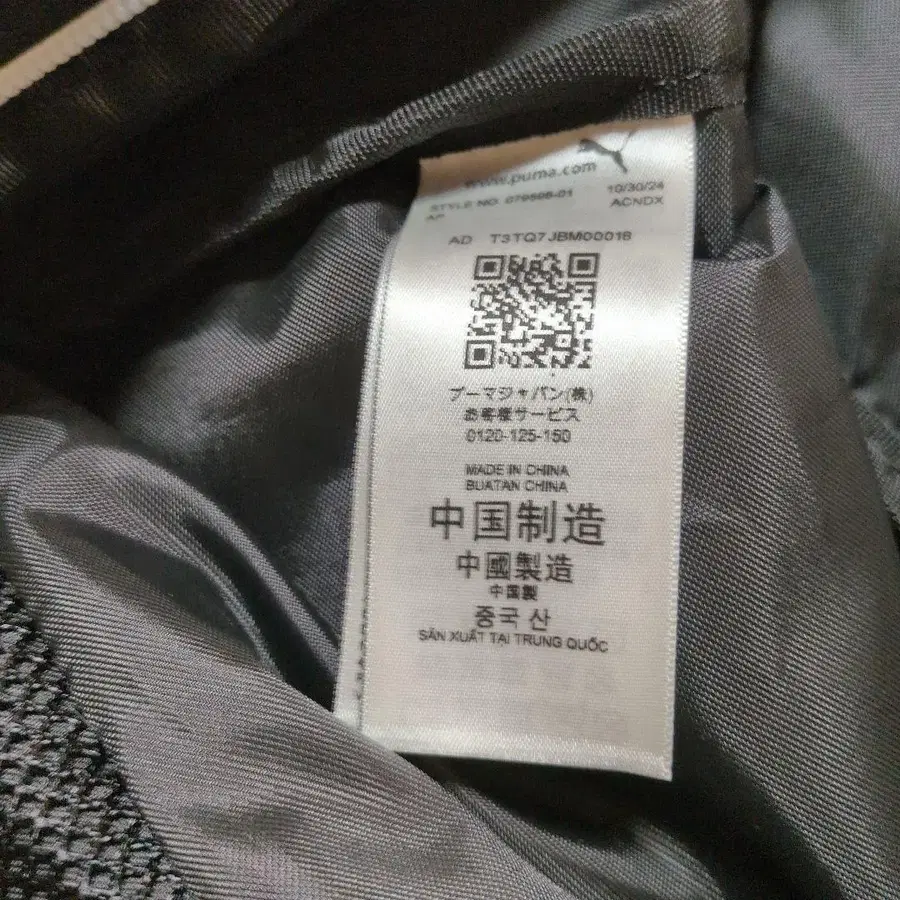 www.puma.com
STYLE NO. 079695-01 10/30/24
AP ACNDX
AD T3TQ7JBM00018
プーマジャパン(株)
お客様サービス
0120-125-150
MADE IN CHINA
BUATAN CHINA
中国制造
中國製造
中国製
중국 산
SẢN XUẤT TẠI TRUNG QUỐC